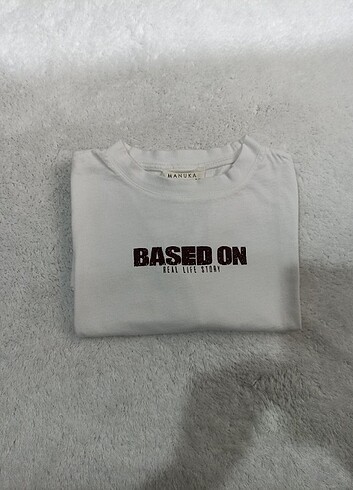 MANUKA
BASED ON
REAL LIFE STORY